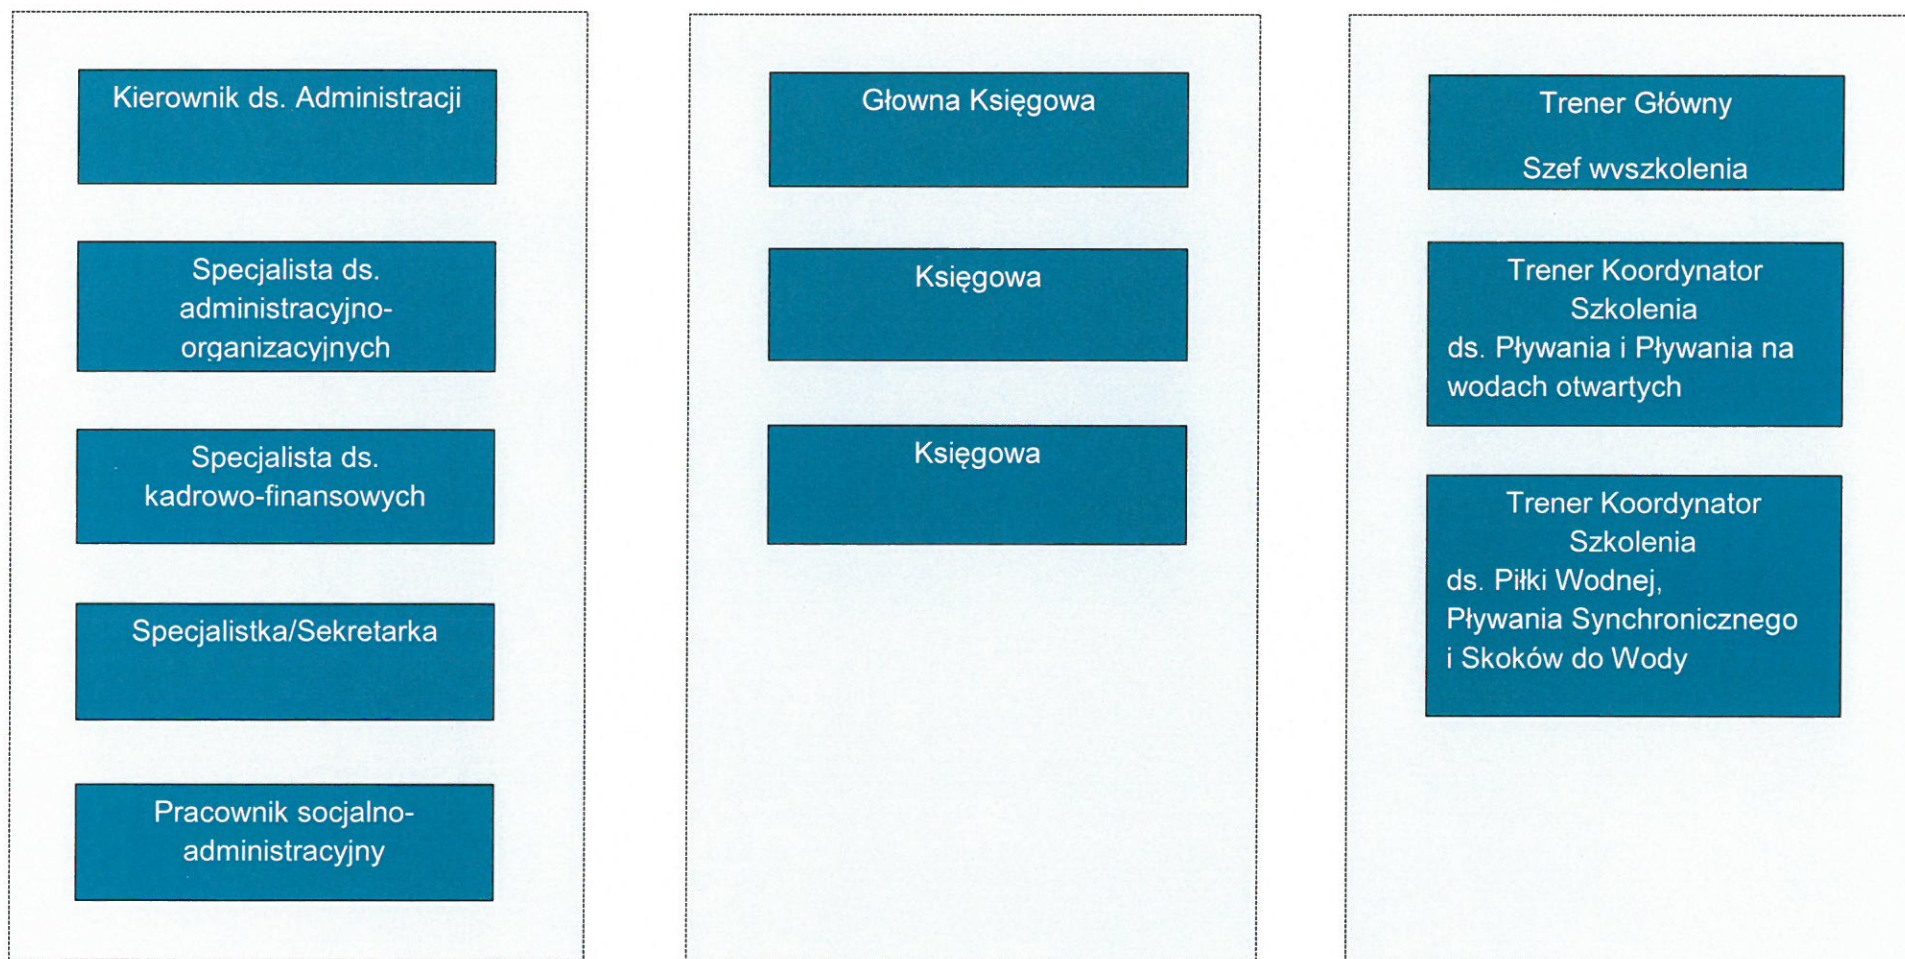 Kierownik ds. Administracji
Specjalista ds.
administracyjno-
organizacyjnych
Specjalista ds.
kadrowo-finansowych
Specjalistka/Sekretarka
Pracownik socjalno-
administracyjny
Głowna Księgowa
Księgowa
Księgowa
Trener Główny
Szef wyszkolenia
Trener Koordynator
Szkolenia
ds. Pływania i Pływania na
wodach otwartych
Trener Koordynator
Szkolenia
ds. Piłki Wodnej,
Pływania Synchronicznego
i Skoków do Wody